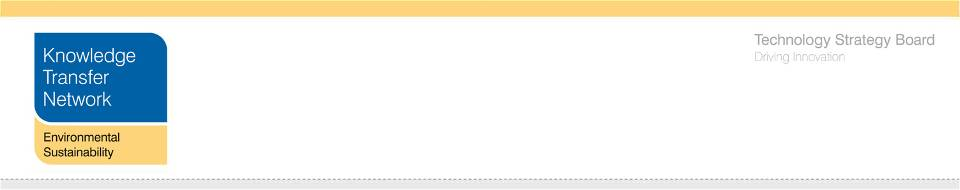 Knowledge
Transfer
Network
Environmental
Sustainability
Technology Strategy Board
Driving Innovation